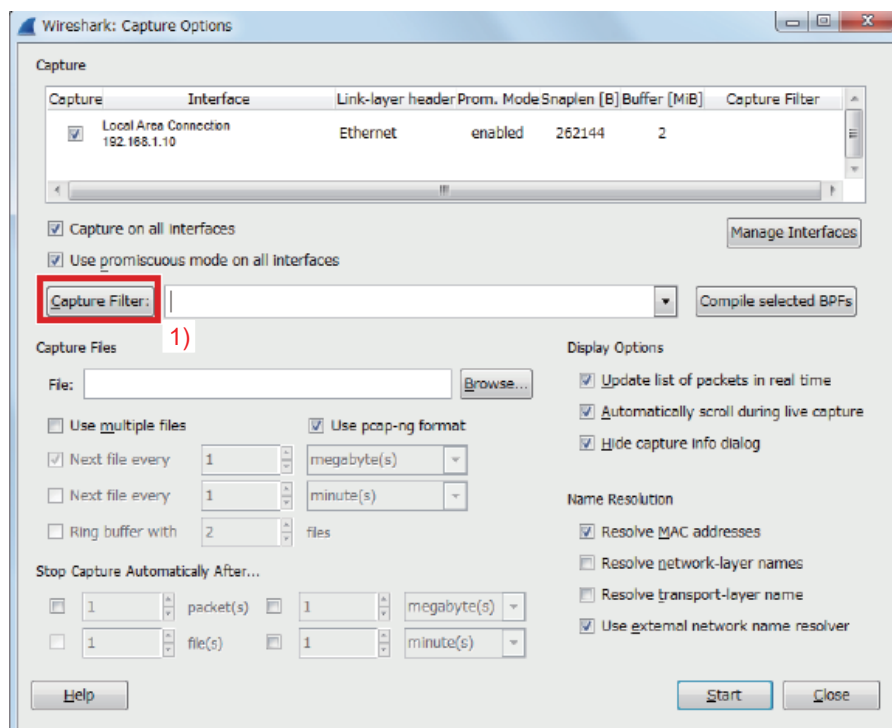 Wireshark: Capture Options
Capture
Capture Interface Link-layer header Prom. Mode Snaplen [B] Buffer [MiB] Capture Filter
Local Area Connection
192.168.1.10
Ethernet enabled 262144 2
Capture on all interfaces
Manage Interfaces
Use promiscuous mode on all interfaces
Capture Filter:
Compile selected BPFs
1)
Capture Files
Display Options
File:
Browse...
Update list of packets in real time
Use multiple files
Use pcap-ng format
Automatically scroll during live capture
Next file every 1 megabyte(s)
Hide capture info dialog
Next file every 1 minute(s)
Name Resolution
Ring buffer with 2 files
Resolve MAC addresses
Resolve network-layer names
Stop Capture Automatically After...
Resolve transport-layer name
1 packet(s) 1 megabyte(s)
Use external network name resolver
1 file(s) 1 minute(s)
Help
Start
Close